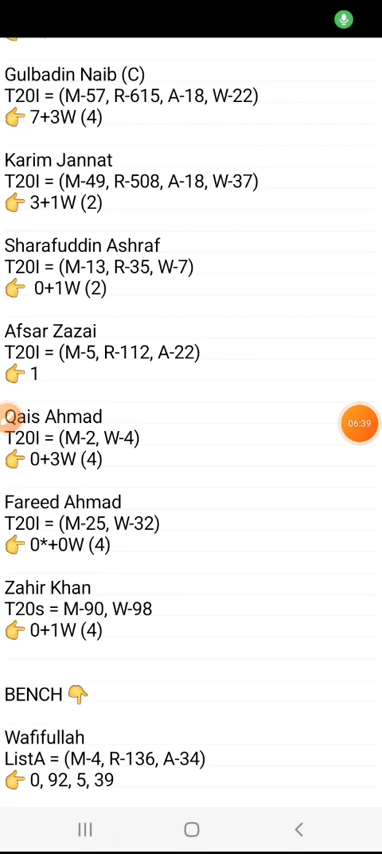 Gulbadin Naib (C)
T20I = (M-57, R-615, A-18, W-22)
👉 7+3W (4)
Karim Jannat
T20I = (M-49, R-508, A-18, W-37)
👉 3+1W (2)
Sharafuddin Ashraf
T20I = (M-13, R-35, W-7)
👉 0+1W (2)
Afsar Zazai
T20I = (M-5, R-112, A-22)
👉 1
Qais Ahmad
T20I = (M-2, W-4)
👉 0+3W (4)
06:39
Fareed Ahmad
T20I = (M-25, W-32)
👉 0*+0W (4)
Zahir Khan
T20s = M-90, W-98
👉 0+1W (4)
BENCH 👇
Wafifullah
ListA = (M-4, R-136, A-34)
👉 0, 92, 5, 39